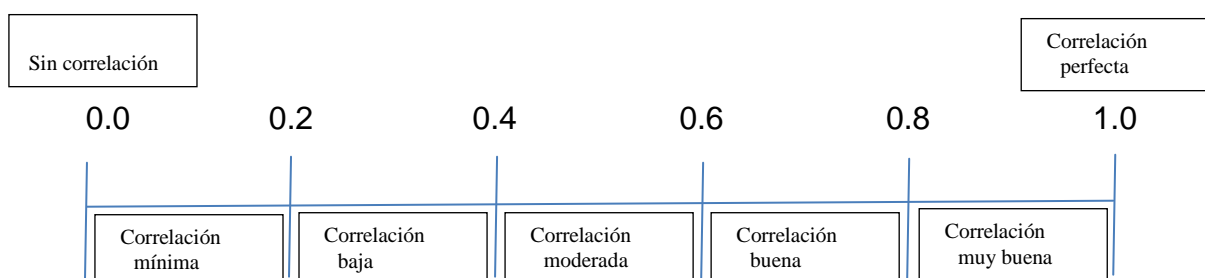 Sin correlación
Correlación
perfecta
0.0 0.2 0.4 0.6 0.8 1.0
Correlación
mínima
Correlación
baja
Correlación
moderada
Correlación
buena
Correlación
muy buena